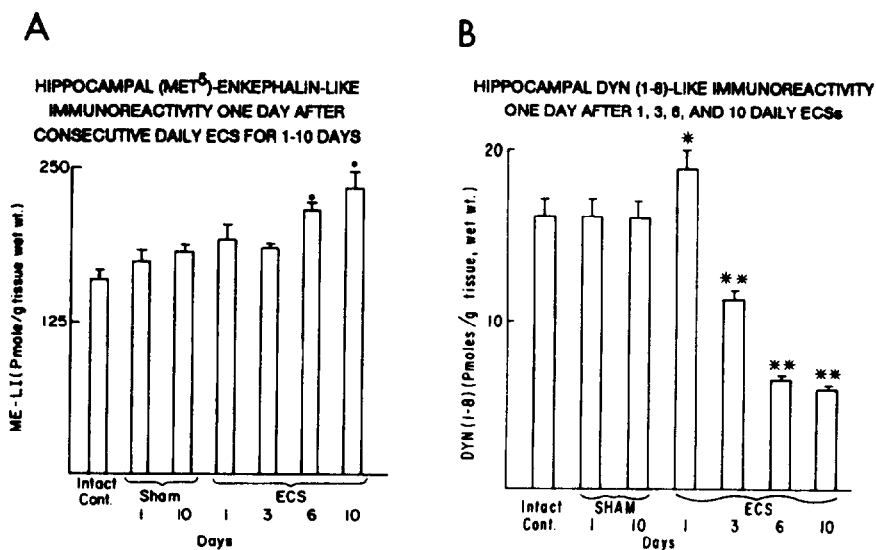 A
HIPPOCAMPAL (MET5)-ENKEPHALIN-LIKE
IMMUNOREACTIVITY ONE DAY AFTER
CONSECUTIVE DAILY ECS FOR 1-10 DAYS
250
125
ME-LI (Pmole/g tissue wet wt.)
Intact
Cont.
Sham
ECS
1 10 1 3 6 10
Days
B
HIPPOCAMPAL DYN (1-8)-LIKE IMMUNOREACTIVITY
ONE DAY AFTER 1, 3, 6, AND 10 DAILY ECSs
20
10
DYN (1-8) (Pmoles/g tissue, wet wt.)
*
**
**
**
Intact
Cont.
SHAM
ECS
1 10 1 3 6 10
Days